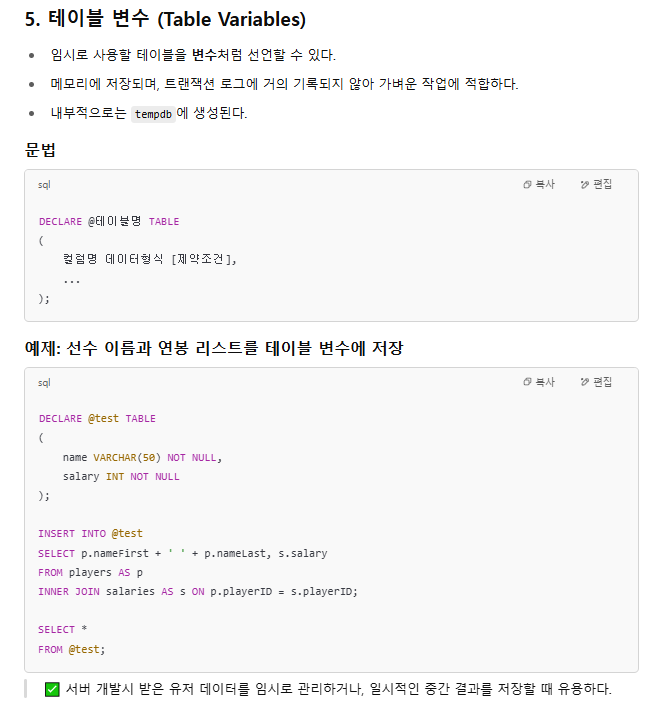 5. 테이블 변수 (Table Variables)
• 임시로 사용할 테이블을 변수처럼 선언할 수 있다.
• 메모리에 저장되며, 트랜잭션 로그에 거의 기록되지 않아 가벼운 작업에 적합하다.
• 내부적으로는 tempdb에 생성된다.
문법
sql 복사 편집
DECLARE @테이블명 TABLE
(
    컬럼명 데이터형식 [제약조건],
    ...
);
예제: 선수 이름과 연봉 리스트를 테이블 변수에 저장
sql 복사 편집
DECLARE @test TABLE
(
    name VARCHAR(50) NOT NULL,
    salary INT NOT NULL
);
INSERT INTO @test
SELECT p.nameFirst + ' ' + p.nameLast, s.salary
FROM players AS p
INNER JOIN salaries AS s ON p.playerID = s.playerID;
SELECT *
FROM @test;
✅ 서버 개발시 받은 유저 데이터를 임시로 관리하거나, 일시적인 중간 결과를 저장할 때 유용하다.